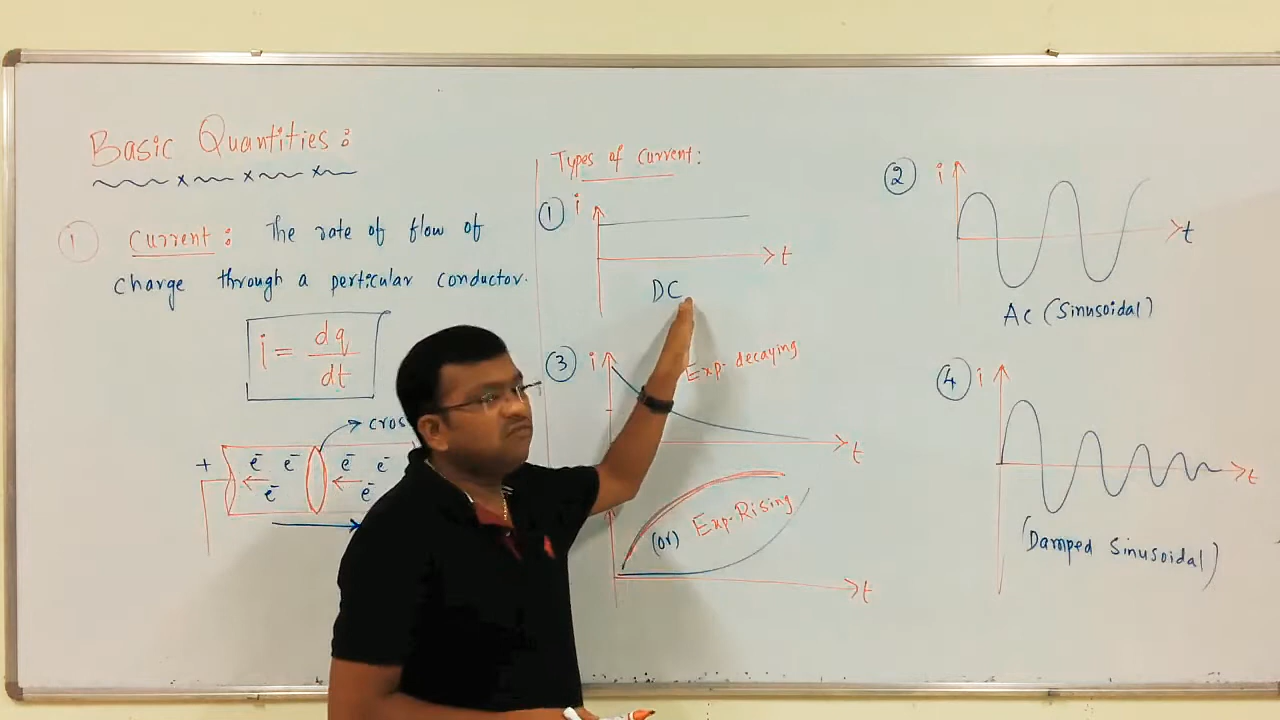 Basic Quantities:
① Current: The rate of flow of
charge through a perticular conductor.
i = dq/dt
+
e⁻ e⁻ e⁻ e⁻
e⁻ e⁻
Types of current:
① i
t
DC
② i
t
AC (Sinusoidal)
③ i
Exp. decaying
t
(or) Exp. Rising
t
④ i
t
(Damped Sinusoidal)